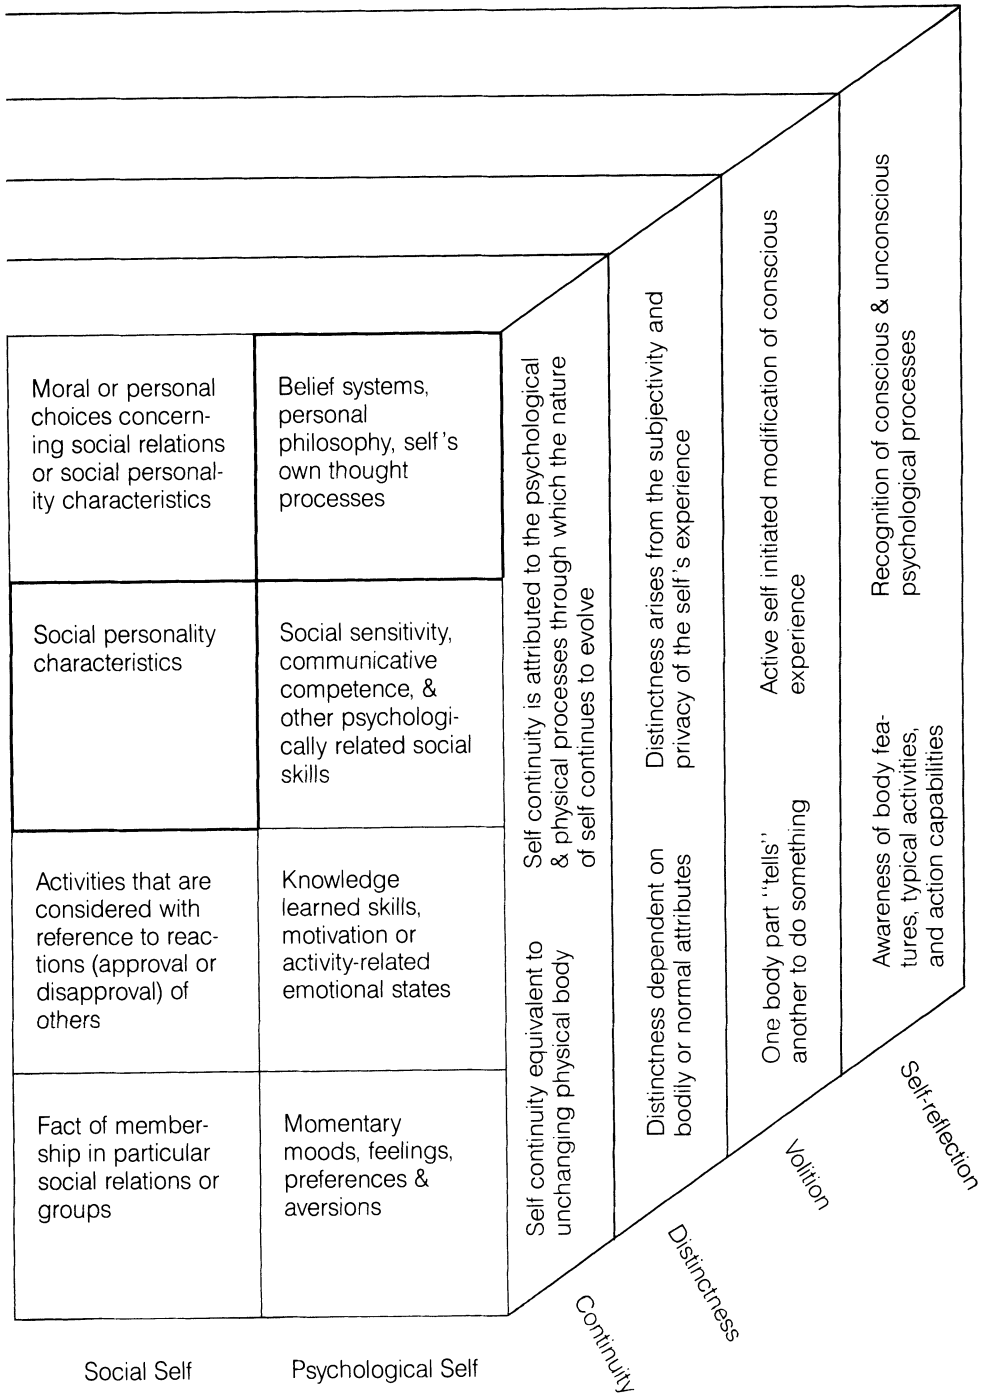 Moral or personal
choices concern-
ing social relations
or social personal-
ity characteristics
Belief systems,
personal
philosophy, self's
own thought
processes
Social personality
characteristics
Social sensitivity,
communicative
competence, &
other psychologi-
cally related social
skills
Activities that are
considered with
reference to reac-
tions (approval or
disapproval) of
others
Knowledge
learned skills,
motivation or
activity-related
emotional states
Fact of member-
ship in particular
social relations or
groups
Momentary
moods, feelings,
preferences &
aversions
Self continuity is attributed to the psychological
& physical processes through which the nature
of self continues to evolve
Self continuity equivalent to
unchanging physical body
Distinctness arises from the subjectivity and
privacy of the self's experience
Distinctness dependent on
bodily or normal attributes
Active self initiated modification of conscious
experience
One body part "tells"
another to do something
Recognition of conscious & unconscious
psychological processes
Awareness of body fea-
tures, typical activities,
and action capabilities
Continuity
Distinctness
Volition
Self-reflection
Social Self
Psychological Self